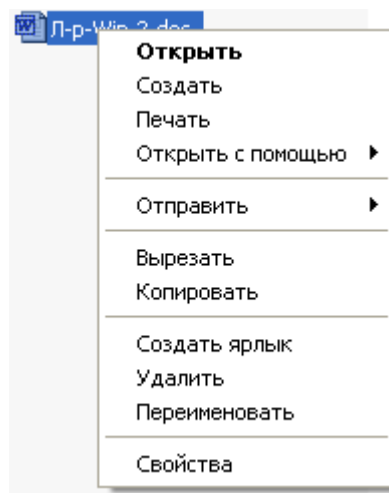 Л-р-Win-2.doc
Открыть
Создать
Печать
Открыть с помощью
Отправить
Вырезать
Копировать
Создать ярлык
Удалить
Переименовать
Свойства